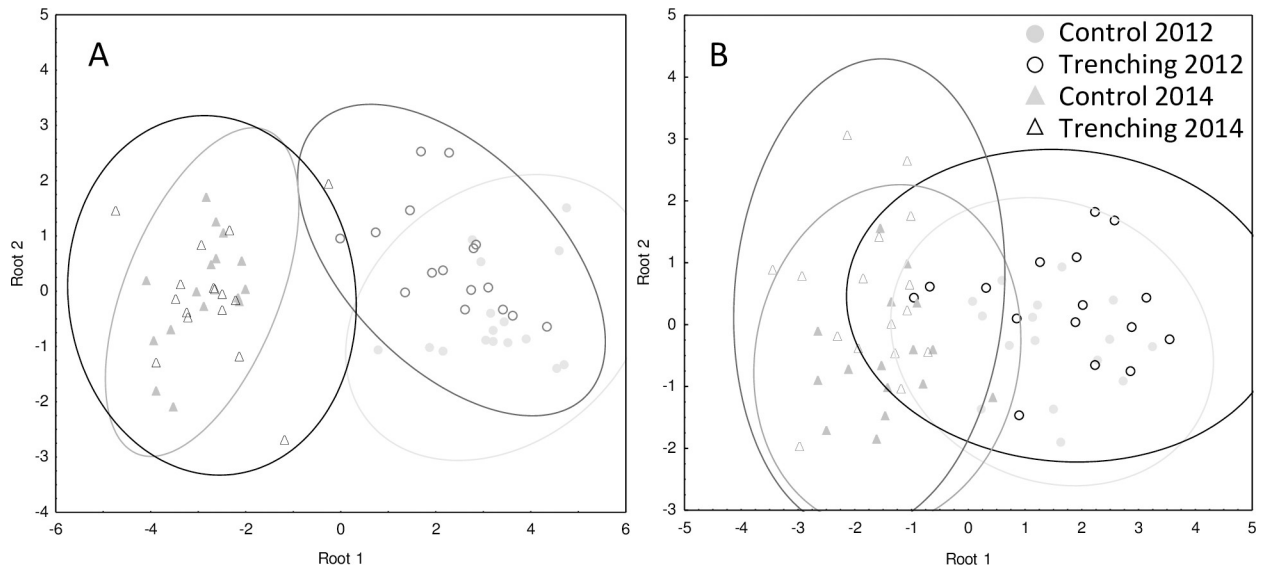 A
5
4
3
2
1
0
-1
-2
-3
-4
Root 2
-6 -4 -2 0 2 4 6
Root 1
B
Control 2012
Trenching 2012
Control 2014
Trenching 2014
5
4
3
2
1
0
-1
-2
-3
Root 2
-5 -4 -3 -2 -1 0 1 2 3 4 5
Root 1